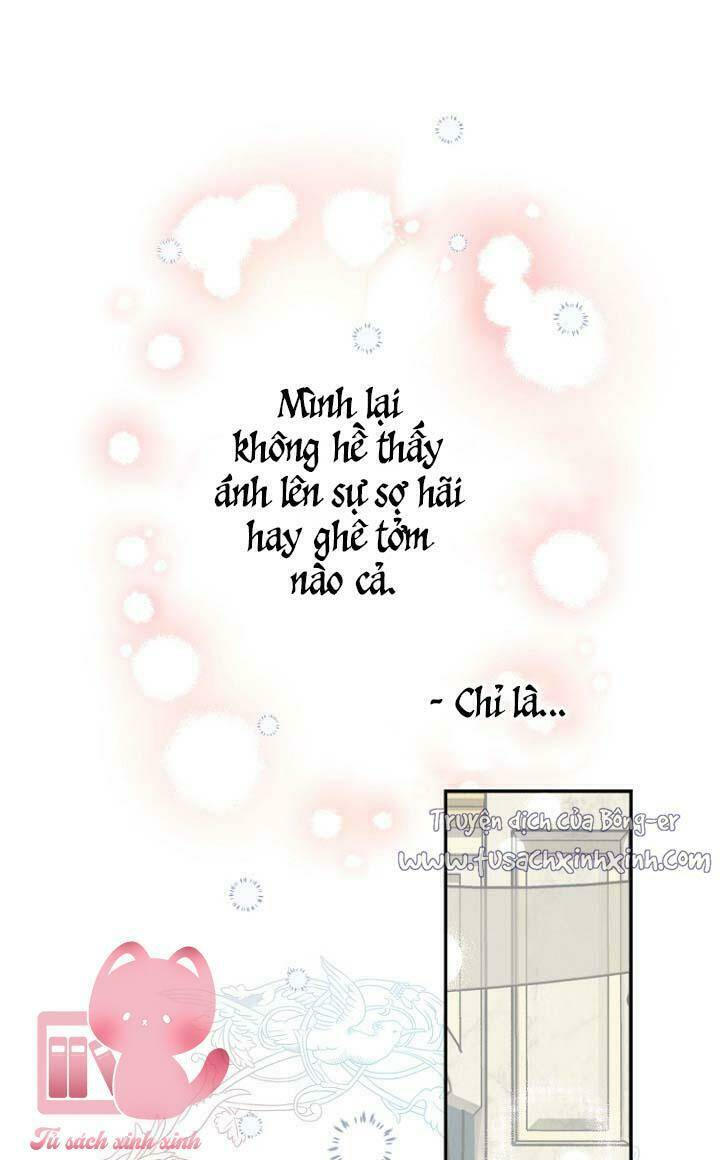 Mình lại
không hề thấy
ánh lên sự sợ hãi
hay ghê tởm
nào cả.
- Chỉ là...
Truyện dịch của Bông-er
www.tusachxinhxinh.com
Tủ sách xinh xinh